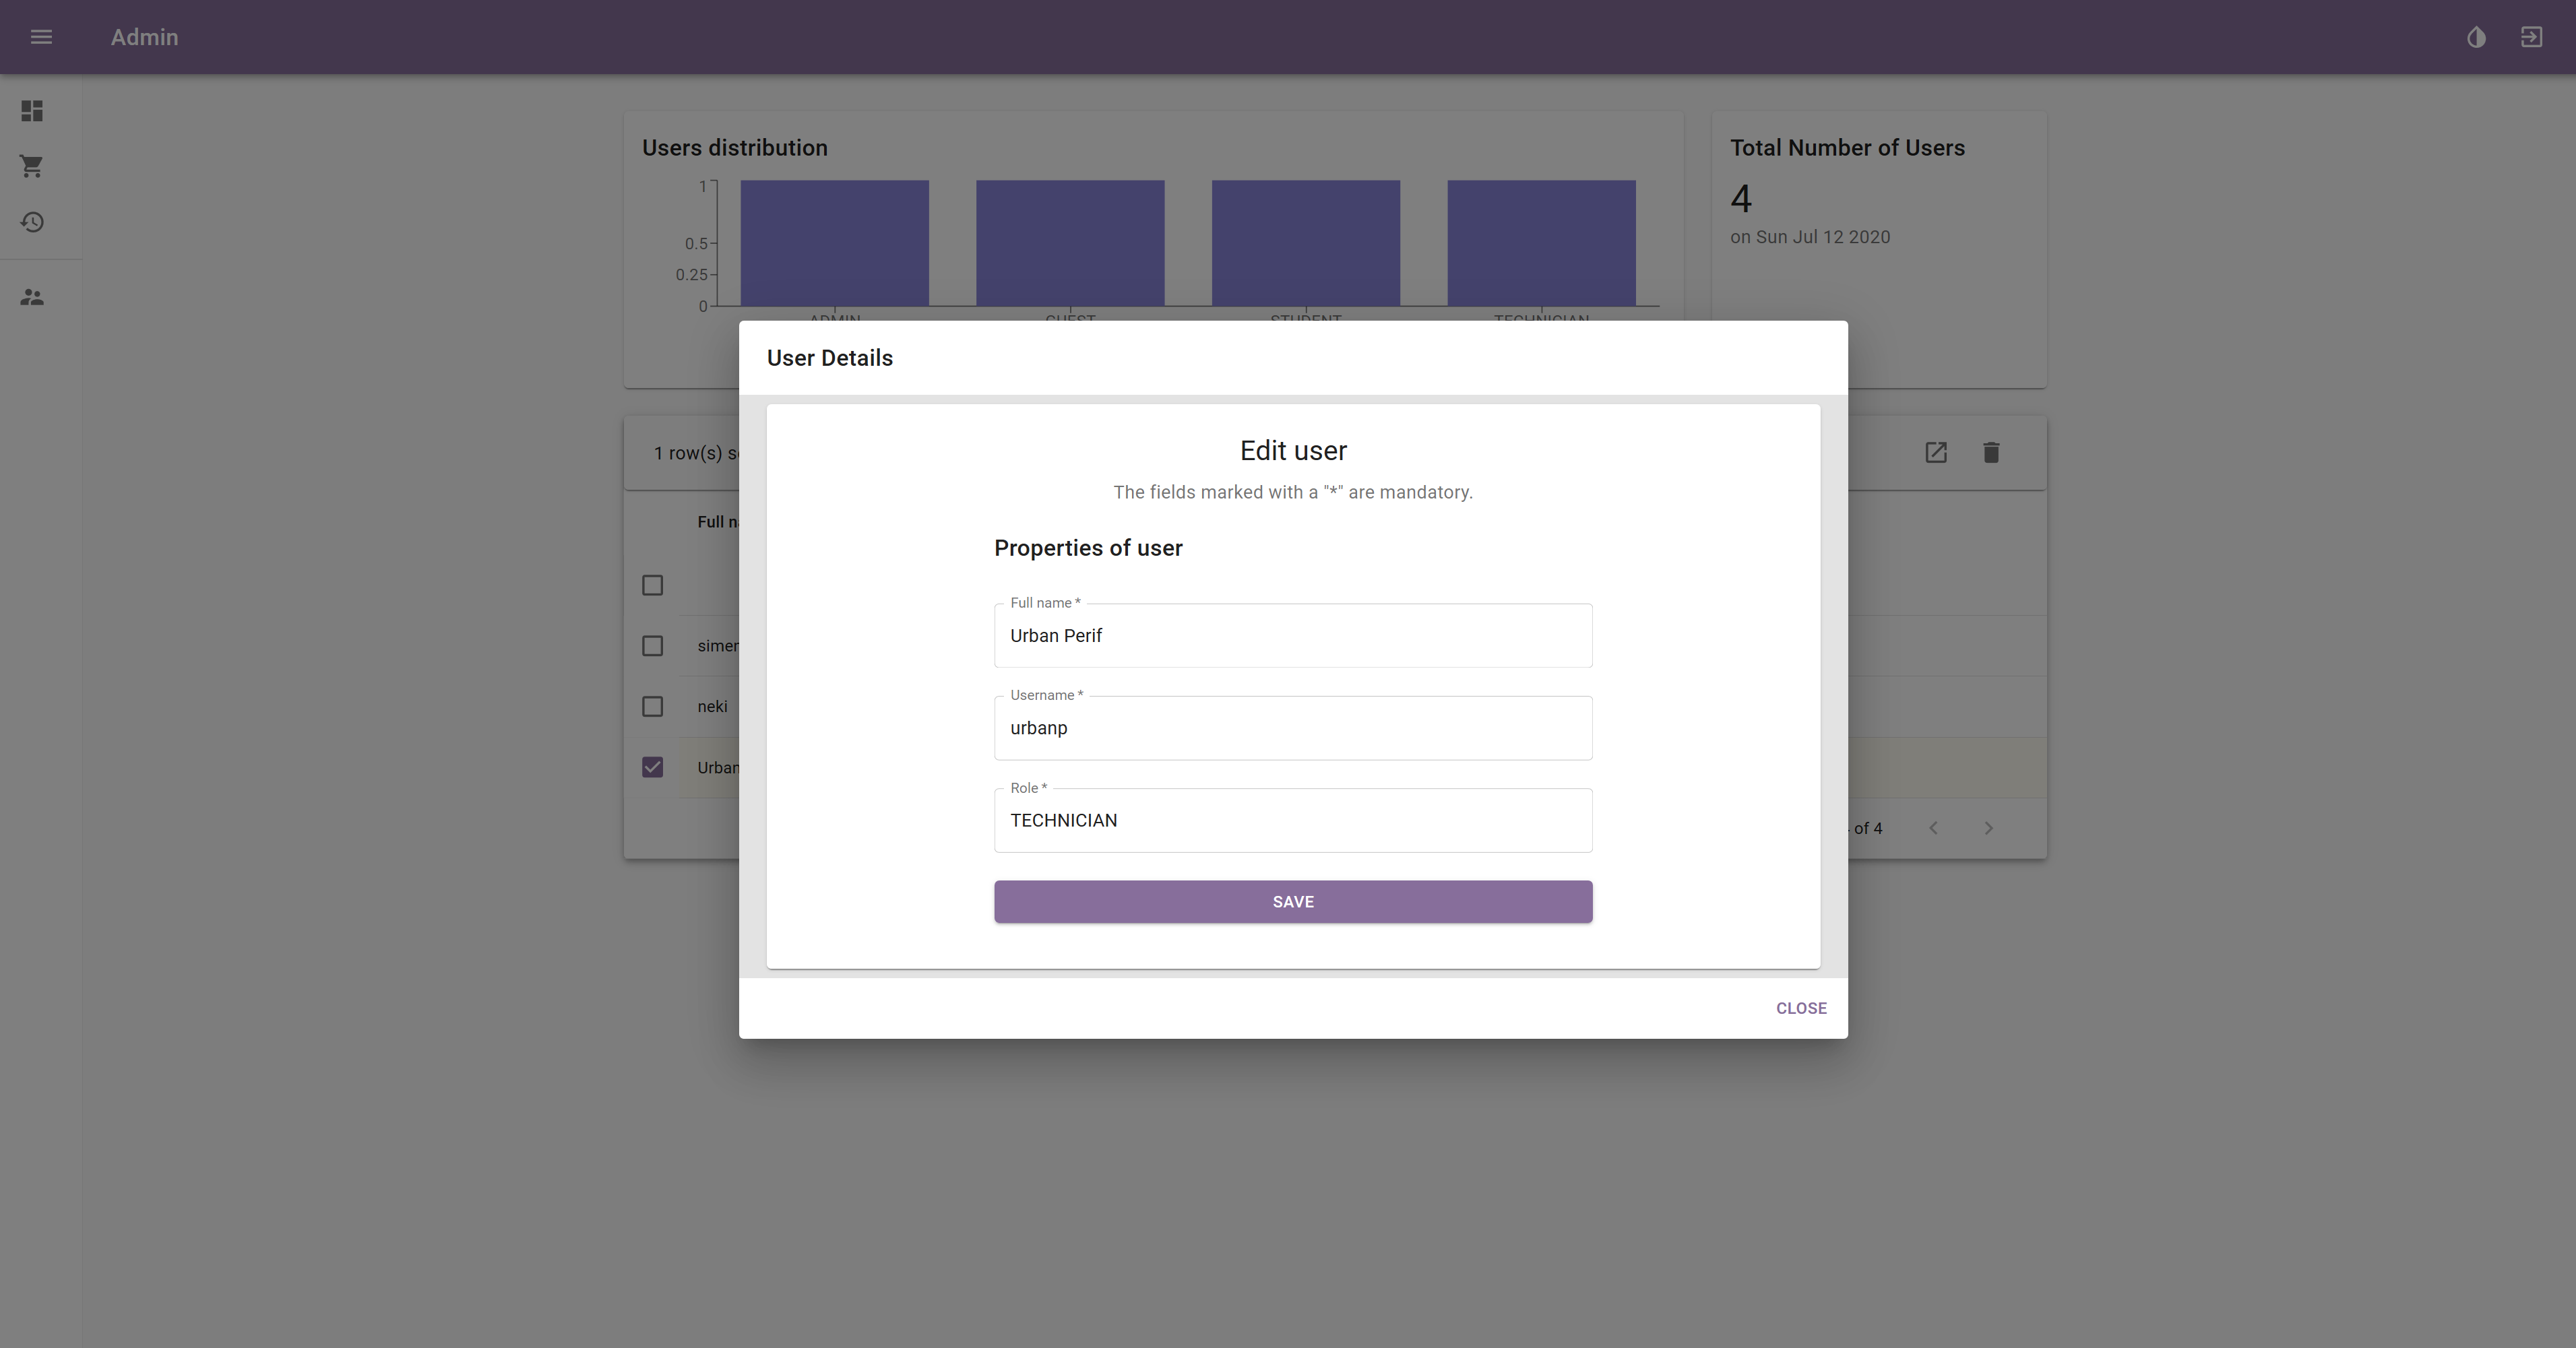 Admin
Users distribution
1
0.5
0.25
0
ADMIN GUEST STUDENT TECHNICIAN
Total Number of Users
4
on Sun Jul 12 2020
1 row(s)
Full
simen
neki
Urban
of 4
User Details
Edit user
The fields marked with a "*" are mandatory.
Properties of user
Full name *
Urban Perif
Username *
urbanp
Role *
TECHNICIAN
SAVE
CLOSE